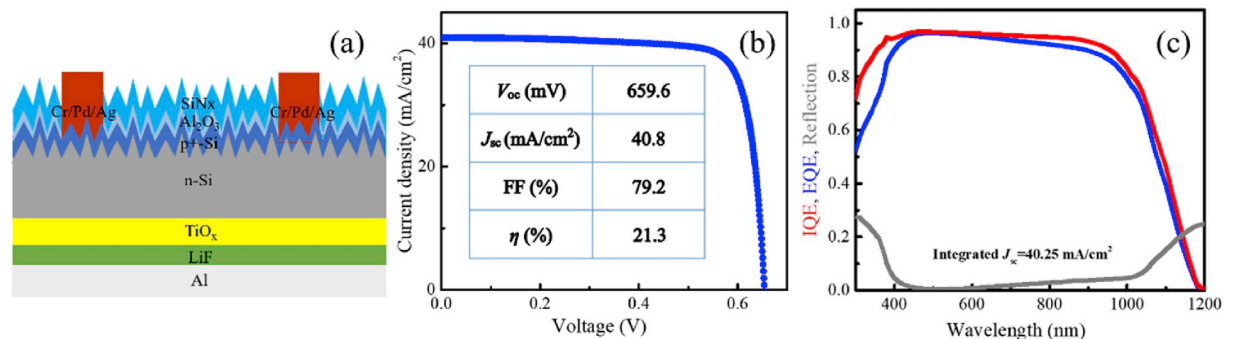 (a)
Cr/Pd/Ag
SiNx
Al₂O₃
p+-Si
Cr/Pd/Ag
n-Si
TiOₓ
LiF
Al
(b)
Current density (mA/cm²)
40
20
0
V_oc (mV) 659.6
J_sc (mA/cm²) 40.8
FF (%) 79.2
η (%) 21.3
0.0 0.2 0.4 0.6
Voltage (V)
(c)
IQE, EQE, Reflection
1.0
0.8
0.6
0.4
0.2
0.0
Integrated J_sc=40.25 mA/cm²
400 600 800 1000 1200
Wavelength (nm)